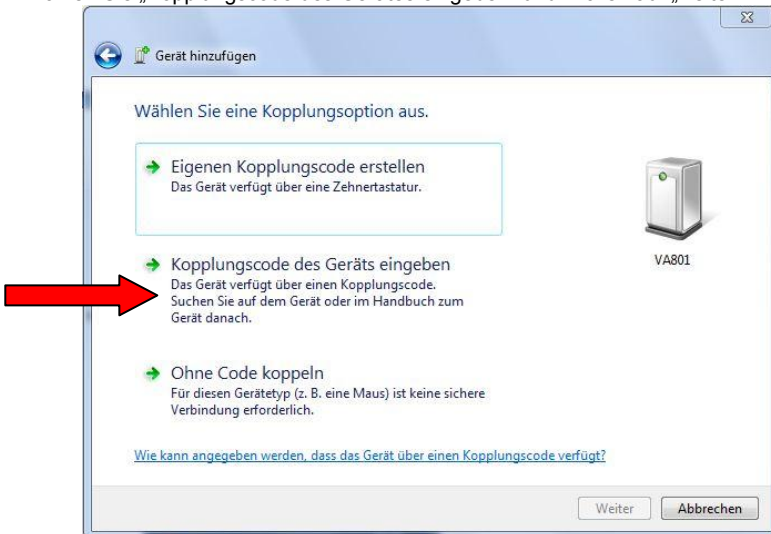 Gerät hinzufügen
Wählen Sie eine Kopplungsoption aus.
Eigenen Kopplungscode erstellen
Das Gerät verfügt über eine Zehnertastatur.
Kopplungscode des Geräts eingeben
Das Gerät verfügt über einen Kopplungscode.
Suchen Sie auf dem Gerät oder im Handbuch zum
Gerät danach.
VA801
Ohne Code koppeln
Für diesen Gerätetyp (z. B. eine Maus) ist keine sichere
Verbindung erforderlich.
Wie kann angegeben werden, dass das Gerät über einen Kopplungscode verfügt?
Weiter Abbrechen